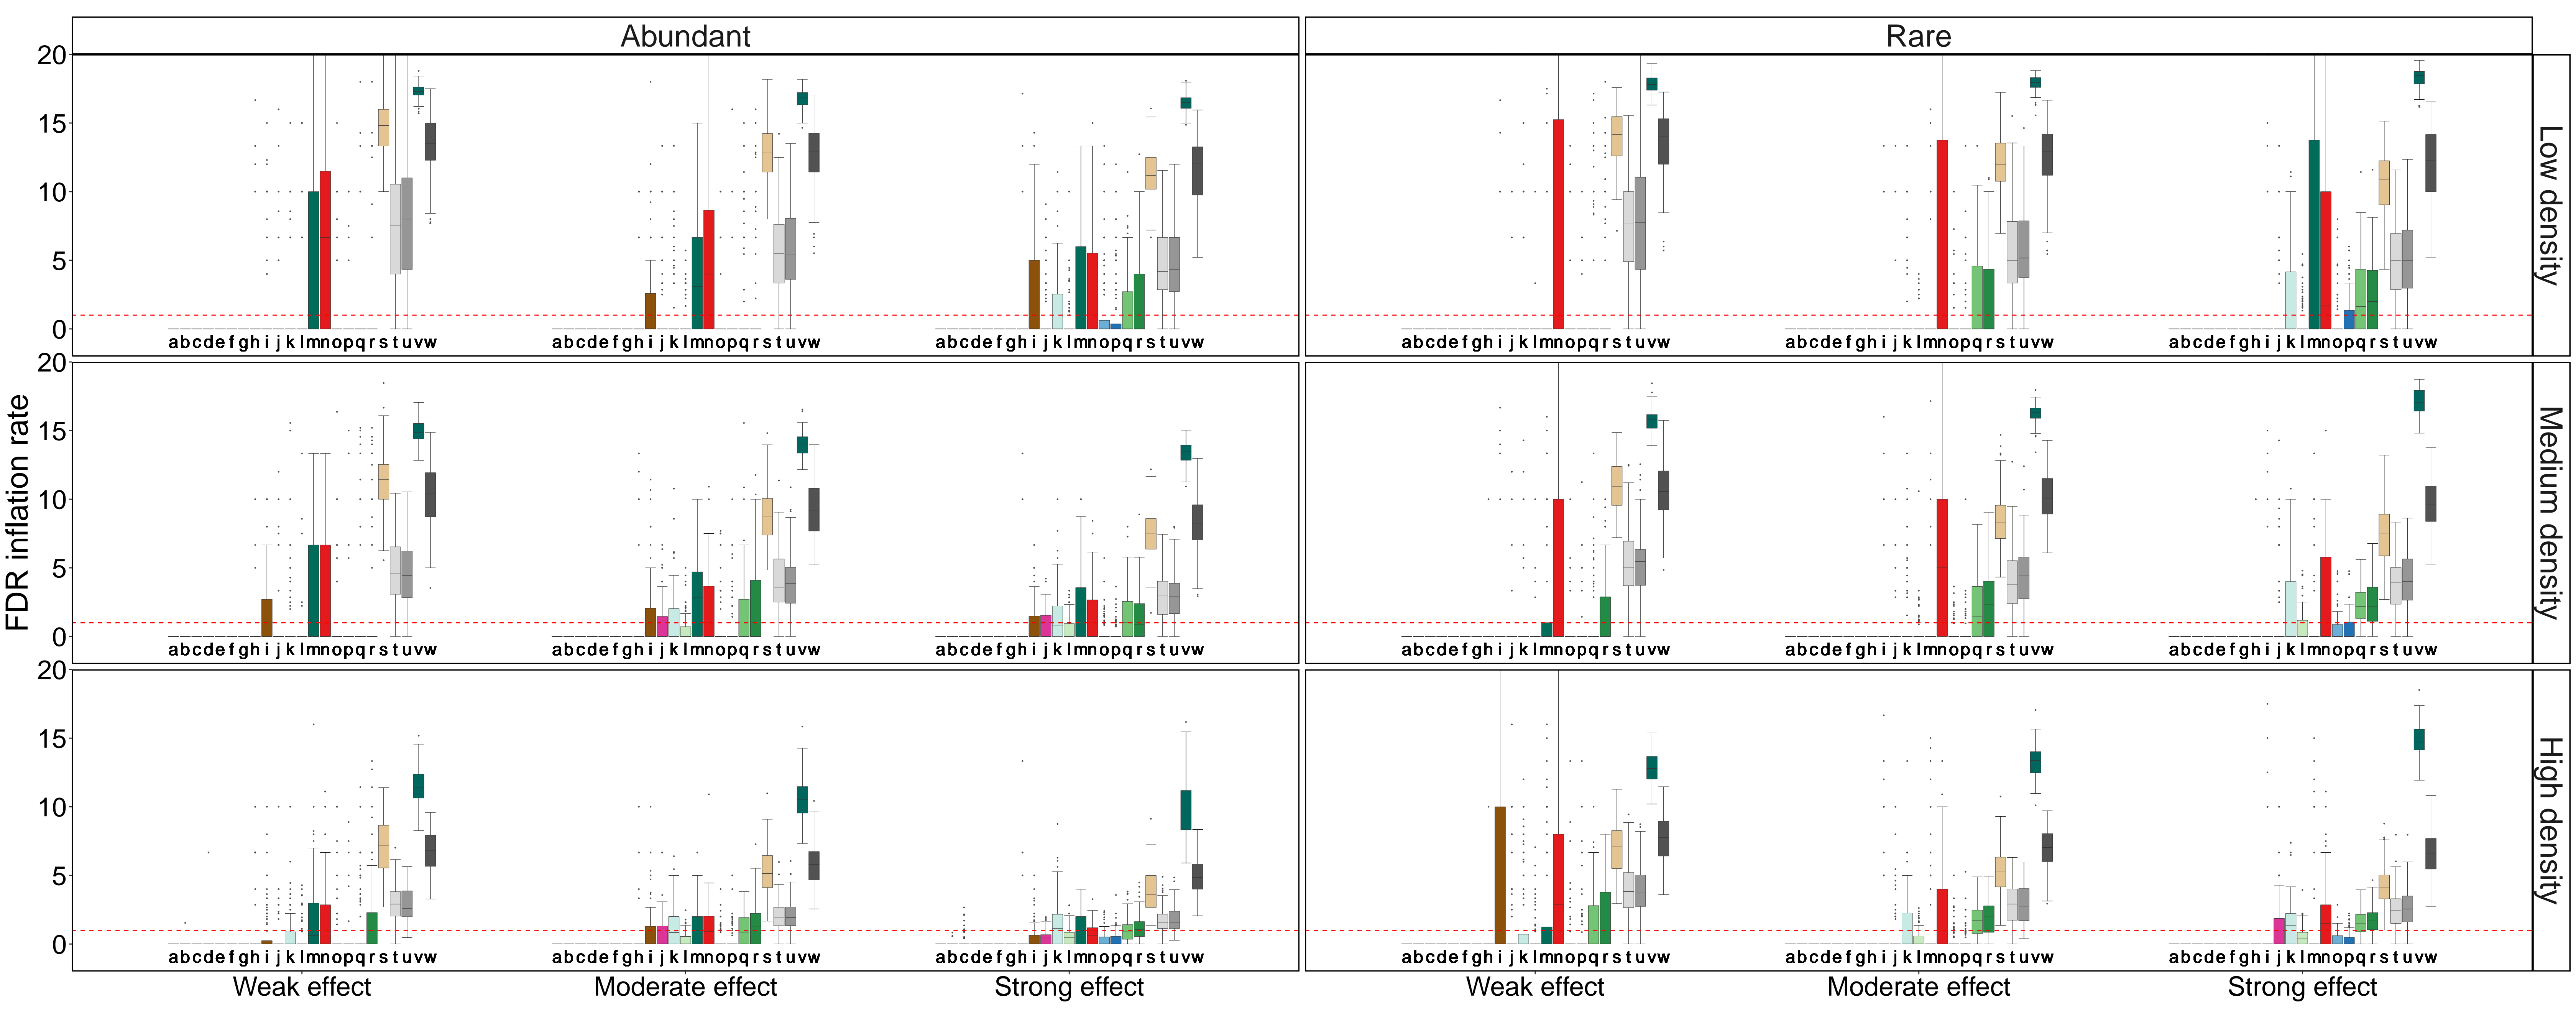 Abundant Rare
20
15
10
5
0
abcdefghijklmnopqrstuvw abcdefghijklmnopqrstuvw abcdefghijklmnopqrstuvw abcdefghijklmnopqrstuvw abcdefghijklmnopqrstuvw abcdefghijklmnopqrstuvw
Low density
20
15
10
5
0
abcdefghijklmnopqrstuvw abcdefghijklmnopqrstuvw abcdefghijklmnopqrstuvw abcdefghijklmnopqrstuvw abcdefghijklmnopqrstuvw abcdefghijklmnopqrstuvw
Medium density
FDR inflation rate
20
15
10
5
0
abcdefghijklmnopqrstuvw abcdefghijklmnopqrstuvw abcdefghijklmnopqrstuvw abcdefghijklmnopqrstuvw abcdefghijklmnopqrstuvw abcdefghijklmnopqrstuvw
High density
Weak effect Moderate effect Strong effect Weak effect Moderate effect Strong effect